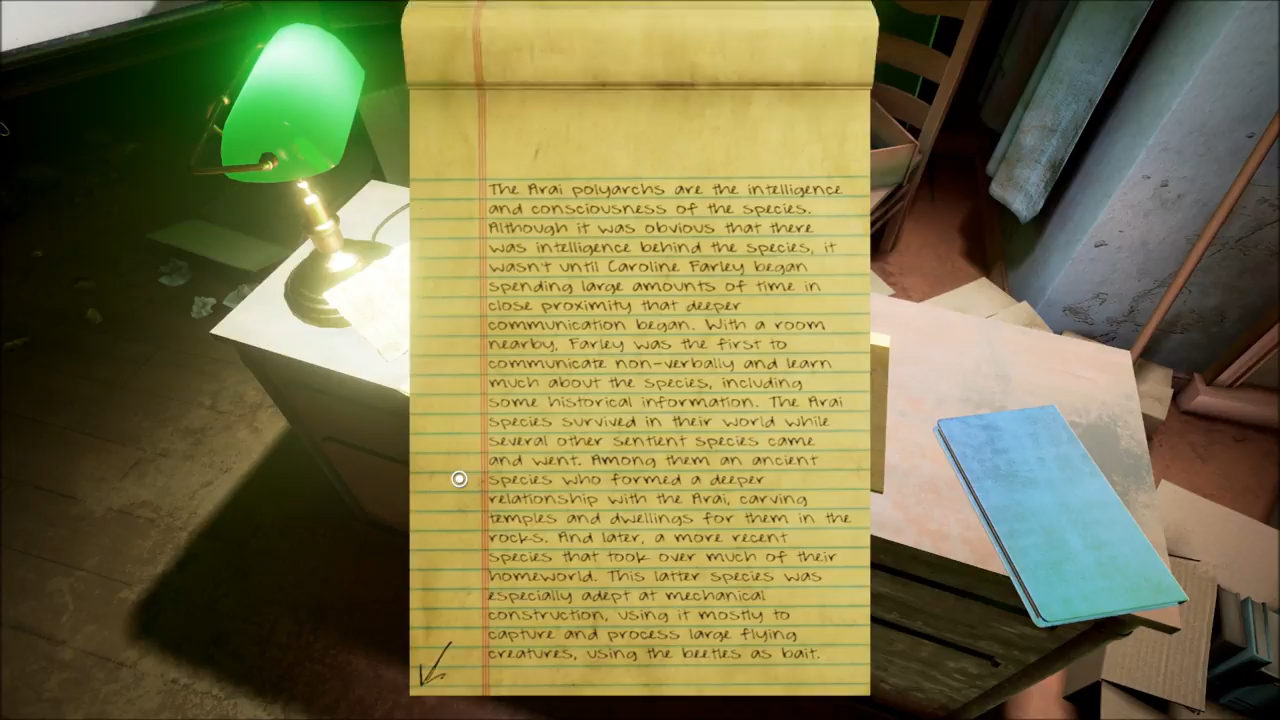 The Arai polyarchs are the intelligence
and consciousness of the species.
Although it was obvious that there
was intelligence behind the species, it
wasn't until Caroline Farley began
spending large amounts of time in
close proximity that deeper
communication began. With a room
nearby, Farley was the first to
communicate non-verbally and learn
much about the species, including
some historical information. The Arai
species survived in their world while
several other sentient species came
and went. Among them an ancient
species who formed a deeper
relationship with the Arai, carving
temples and dwellings for them in the
rocks. And later, a more recent
species that took over much of their
homeworld. This latter species was
especially adept at mechanical
construction, using it mostly to
capture and process large flying
creatures, using the beetles as bait.